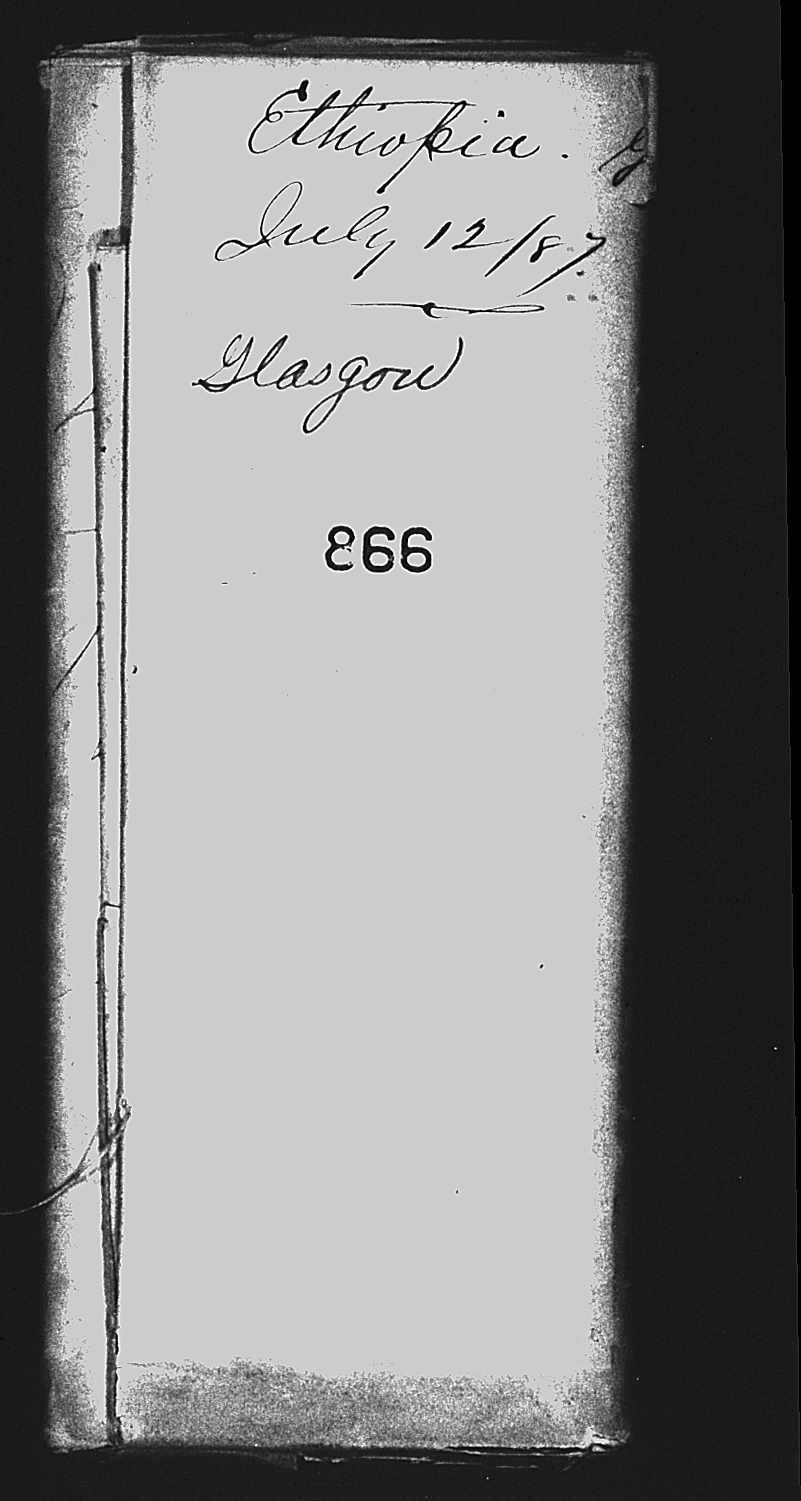 Ethiopia.
July 12/87.
Glasgow
866